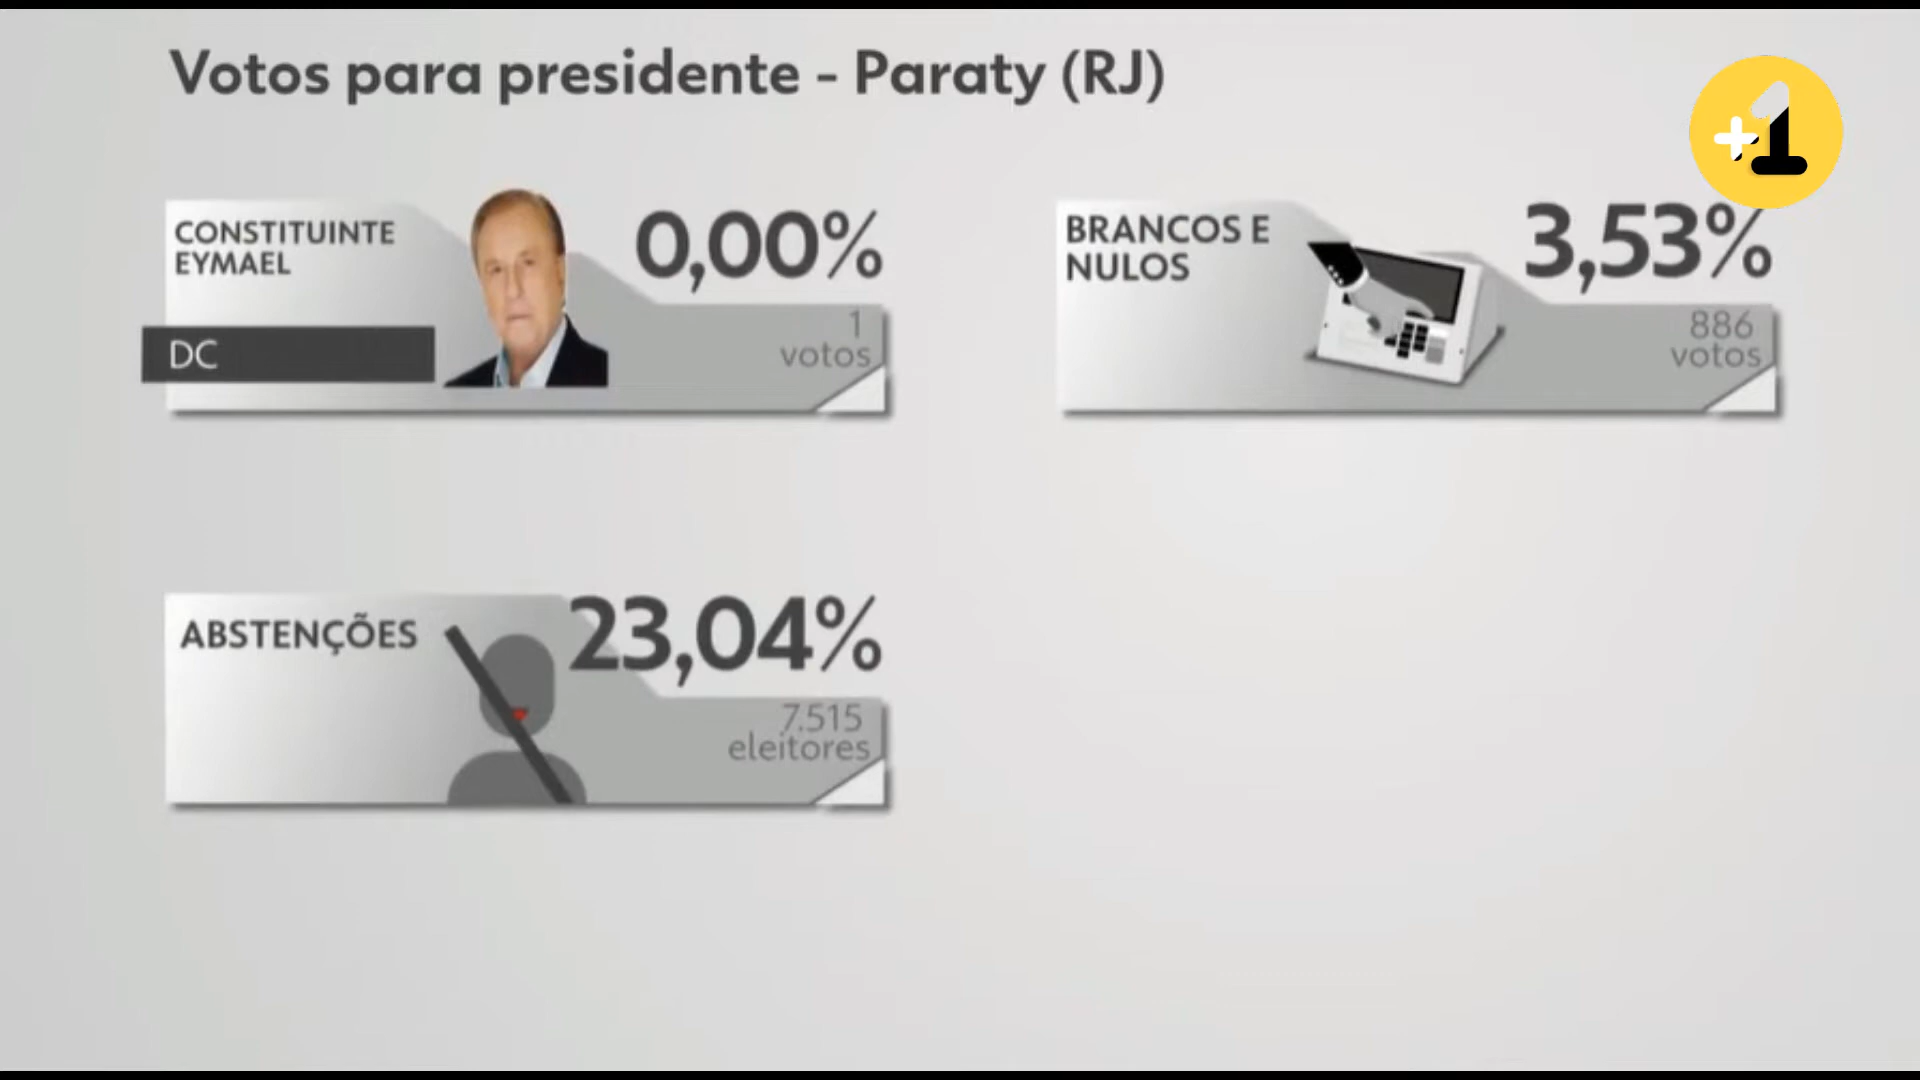 Votos para presidente - Paraty (RJ)
+1
CONSTITUINTE
EYMAEL
0,00%
DC
1
votos
BRANCOS E
NULOS
3,53%
886
votos
ABSTENÇÕES
23,04%
7.515
eleitores